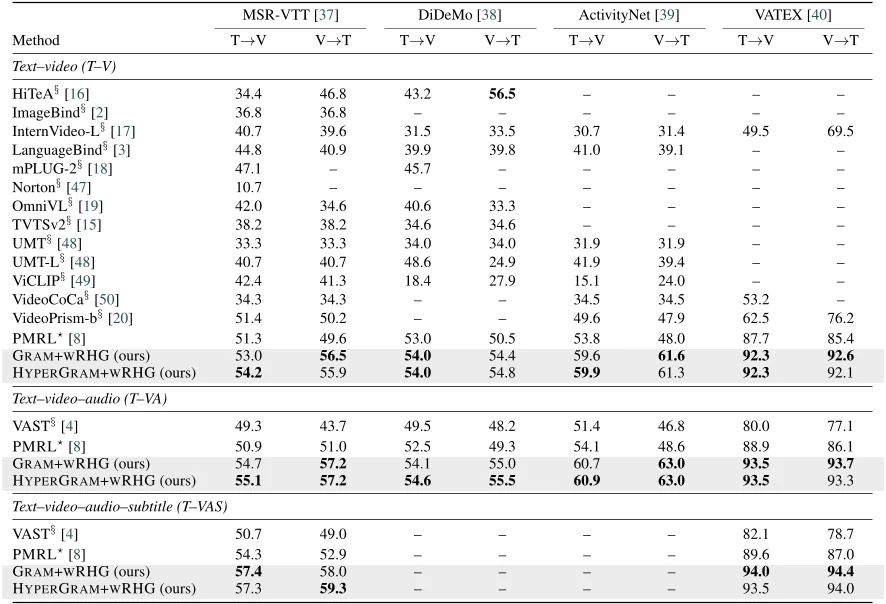 MSR-VTT [37] DiDeMo [38] ActivityNet [39] VATEX [40]
Method T→V V→T T→V V→T T→V V→T T→V V→T
Text–video (T–V)
HiTeA§ [16] 34.4 46.8 43.2 56.5 – – – –
ImageBind§ [2] 36.8 36.8 – – – – – –
InternVideo-L§ [17] 40.7 39.6 31.5 33.5 30.7 31.4 49.5 69.5
LanguageBind§ [3] 44.8 40.9 39.9 39.8 41.0 39.1 – –
mPLUG-2§ [18] 47.1 – 45.7 – – – – –
Norton§ [47] 10.7 – – – – – – –
OmniVL§ [19] 42.0 34.6 40.6 33.3 – – – –
TVTSv2§ [15] 38.2 38.2 34.6 34.6 – – – –
UMT§ [48] 33.3 33.3 34.0 34.0 31.9 31.9 – –
UMT-L§ [48] 40.7 40.7 48.6 24.9 41.9 39.4 – –
ViCLIP§ [49] 42.4 41.3 18.4 27.9 15.1 24.0 – –
VideoCoCa§ [50] 34.3 34.3 – – 34.5 34.5 53.2 –
VideoPrism-b§ [20] 51.4 50.2 – – 49.6 47.9 62.5 76.2
PMRL⋆ [8] 51.3 49.6 53.0 50.5 53.8 48.0 87.7 85.4
GRAM+WRHG (ours) 53.0 56.5 54.0 54.4 59.6 61.6 92.3 92.6
HYPERGRAM+WRHG (ours) 54.2 55.9 54.0 54.8 59.9 61.3 92.3 92.1
Text–video–audio (T–VA)
VAST§ [4] 49.3 43.7 49.5 48.2 51.4 46.8 80.0 77.1
PMRL⋆ [8] 50.9 51.0 52.5 49.3 54.1 48.6 88.9 86.1
GRAM+WRHG (ours) 54.7 57.2 54.1 55.0 60.7 63.0 93.5 93.7
HYPERGRAM+WRHG (ours) 55.1 57.2 54.6 55.5 60.9 63.0 93.5 93.3
Text–video–audio–subtitle (T–VAS)
VAST§ [4] 50.7 49.0 – – – – 82.1 78.7
PMRL⋆ [8] 54.3 52.9 – – – – 89.6 87.0
GRAM+WRHG (ours) 57.4 58.0 – – – – 94.0 94.4
HYPERGRAM+WRHG (ours) 57.3 59.3 – – – – 93.5 94.0